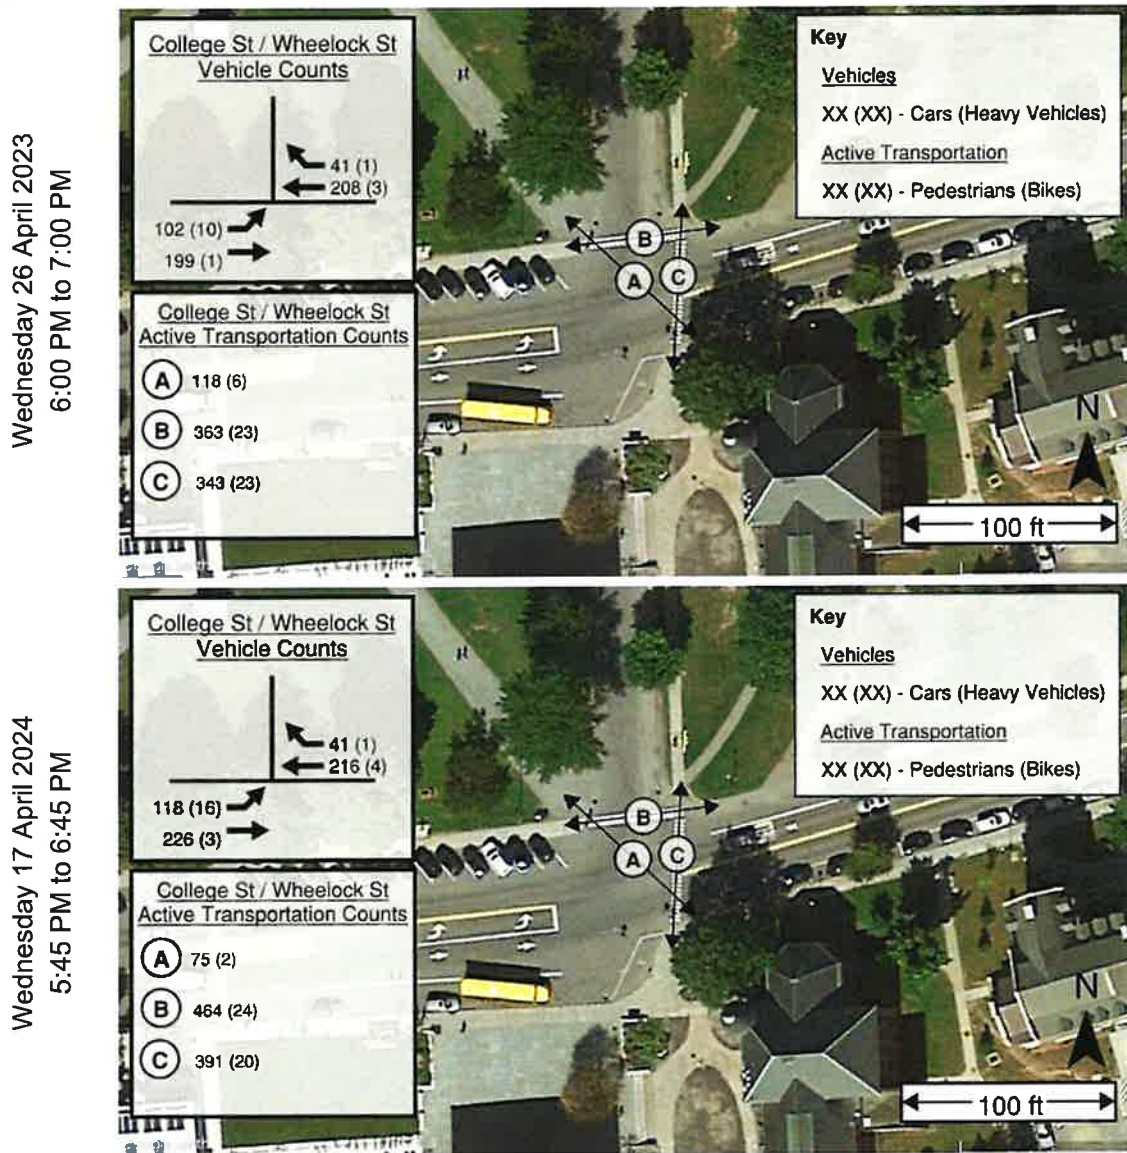 Wednesday 26 April 2023
6:00 PM to 7:00 PM
College St / Wheelock St
Vehicle Counts
41 (1)
208 (3)
102 (10)
199 (1)
College St / Wheelock St
Active Transportation Counts
A 118 (6)
B 363 (23)
C 343 (23)
B
A
C
Key
Vehicles
XX (XX) - Cars (Heavy Vehicles)
Active Transportation
XX (XX) - Pedestrians (Bikes)
N
100 ft
Wednesday 17 April 2024
5:45 PM to 6:45 PM
College St / Wheelock St
Vehicle Counts
41 (1)
216 (4)
118 (16)
226 (3)
College St / Wheelock St
Active Transportation Counts
A 75 (2)
B 464 (24)
C 391 (20)
B
A
C
Key
Vehicles
XX (XX) - Cars (Heavy Vehicles)
Active Transportation
XX (XX) - Pedestrians (Bikes)
N
100 ft